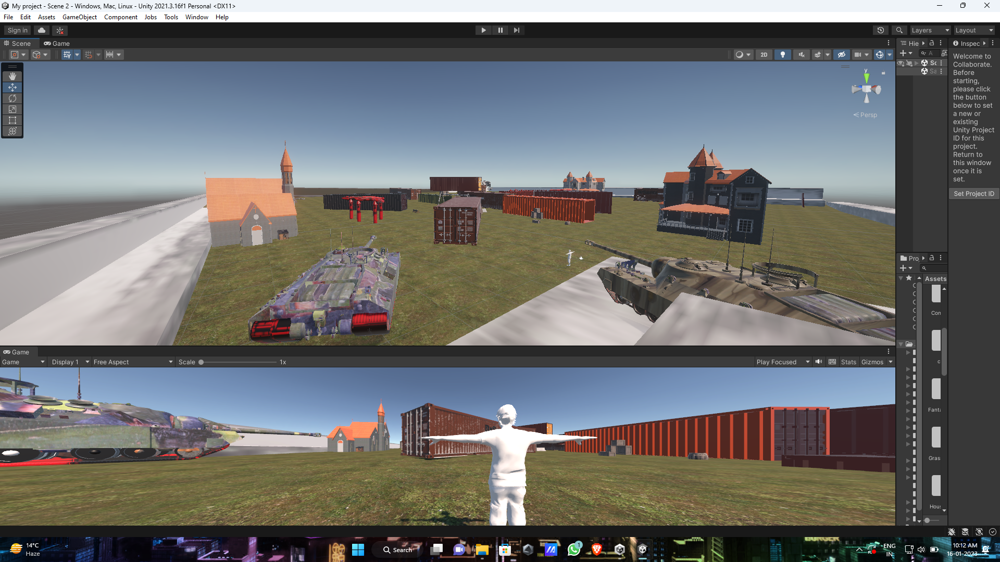 My project - Scene 2 - Windows, Mac, Linux - Unity 2021.3.16f1 Personal <DX11>
File Edit Assets GameObject Component Jobs Tools Window Help
Sign in
Layers Layout
Scene Game
Hie Inspec
2D
A
Sc
Sa
y
Persp
Welcome to
Collaborate.
Before
starting,
please click
the button
below to set
a new or
existing
Unity Project
ID for this
project.
Return to
this window
once it is
set.
Set Project ID
Pro
Assets
Con
c
Fanta
Gras
Hous
Game
Game Display 1 Free Aspect Scale 1x Play Focused Stats Gizmos
14°C
Haze
Search
1
ENG
IN
10:12 AM
16-01-2023